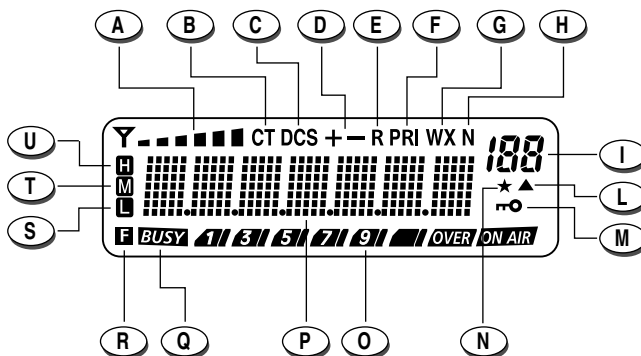 A B C D E F G H
CT DCS + − R PRI WX N
188
U H I
T M ★ ▲ L
S L M
F BUSY 1 3 5 7 9 OVER ON AIR
R Q P O N